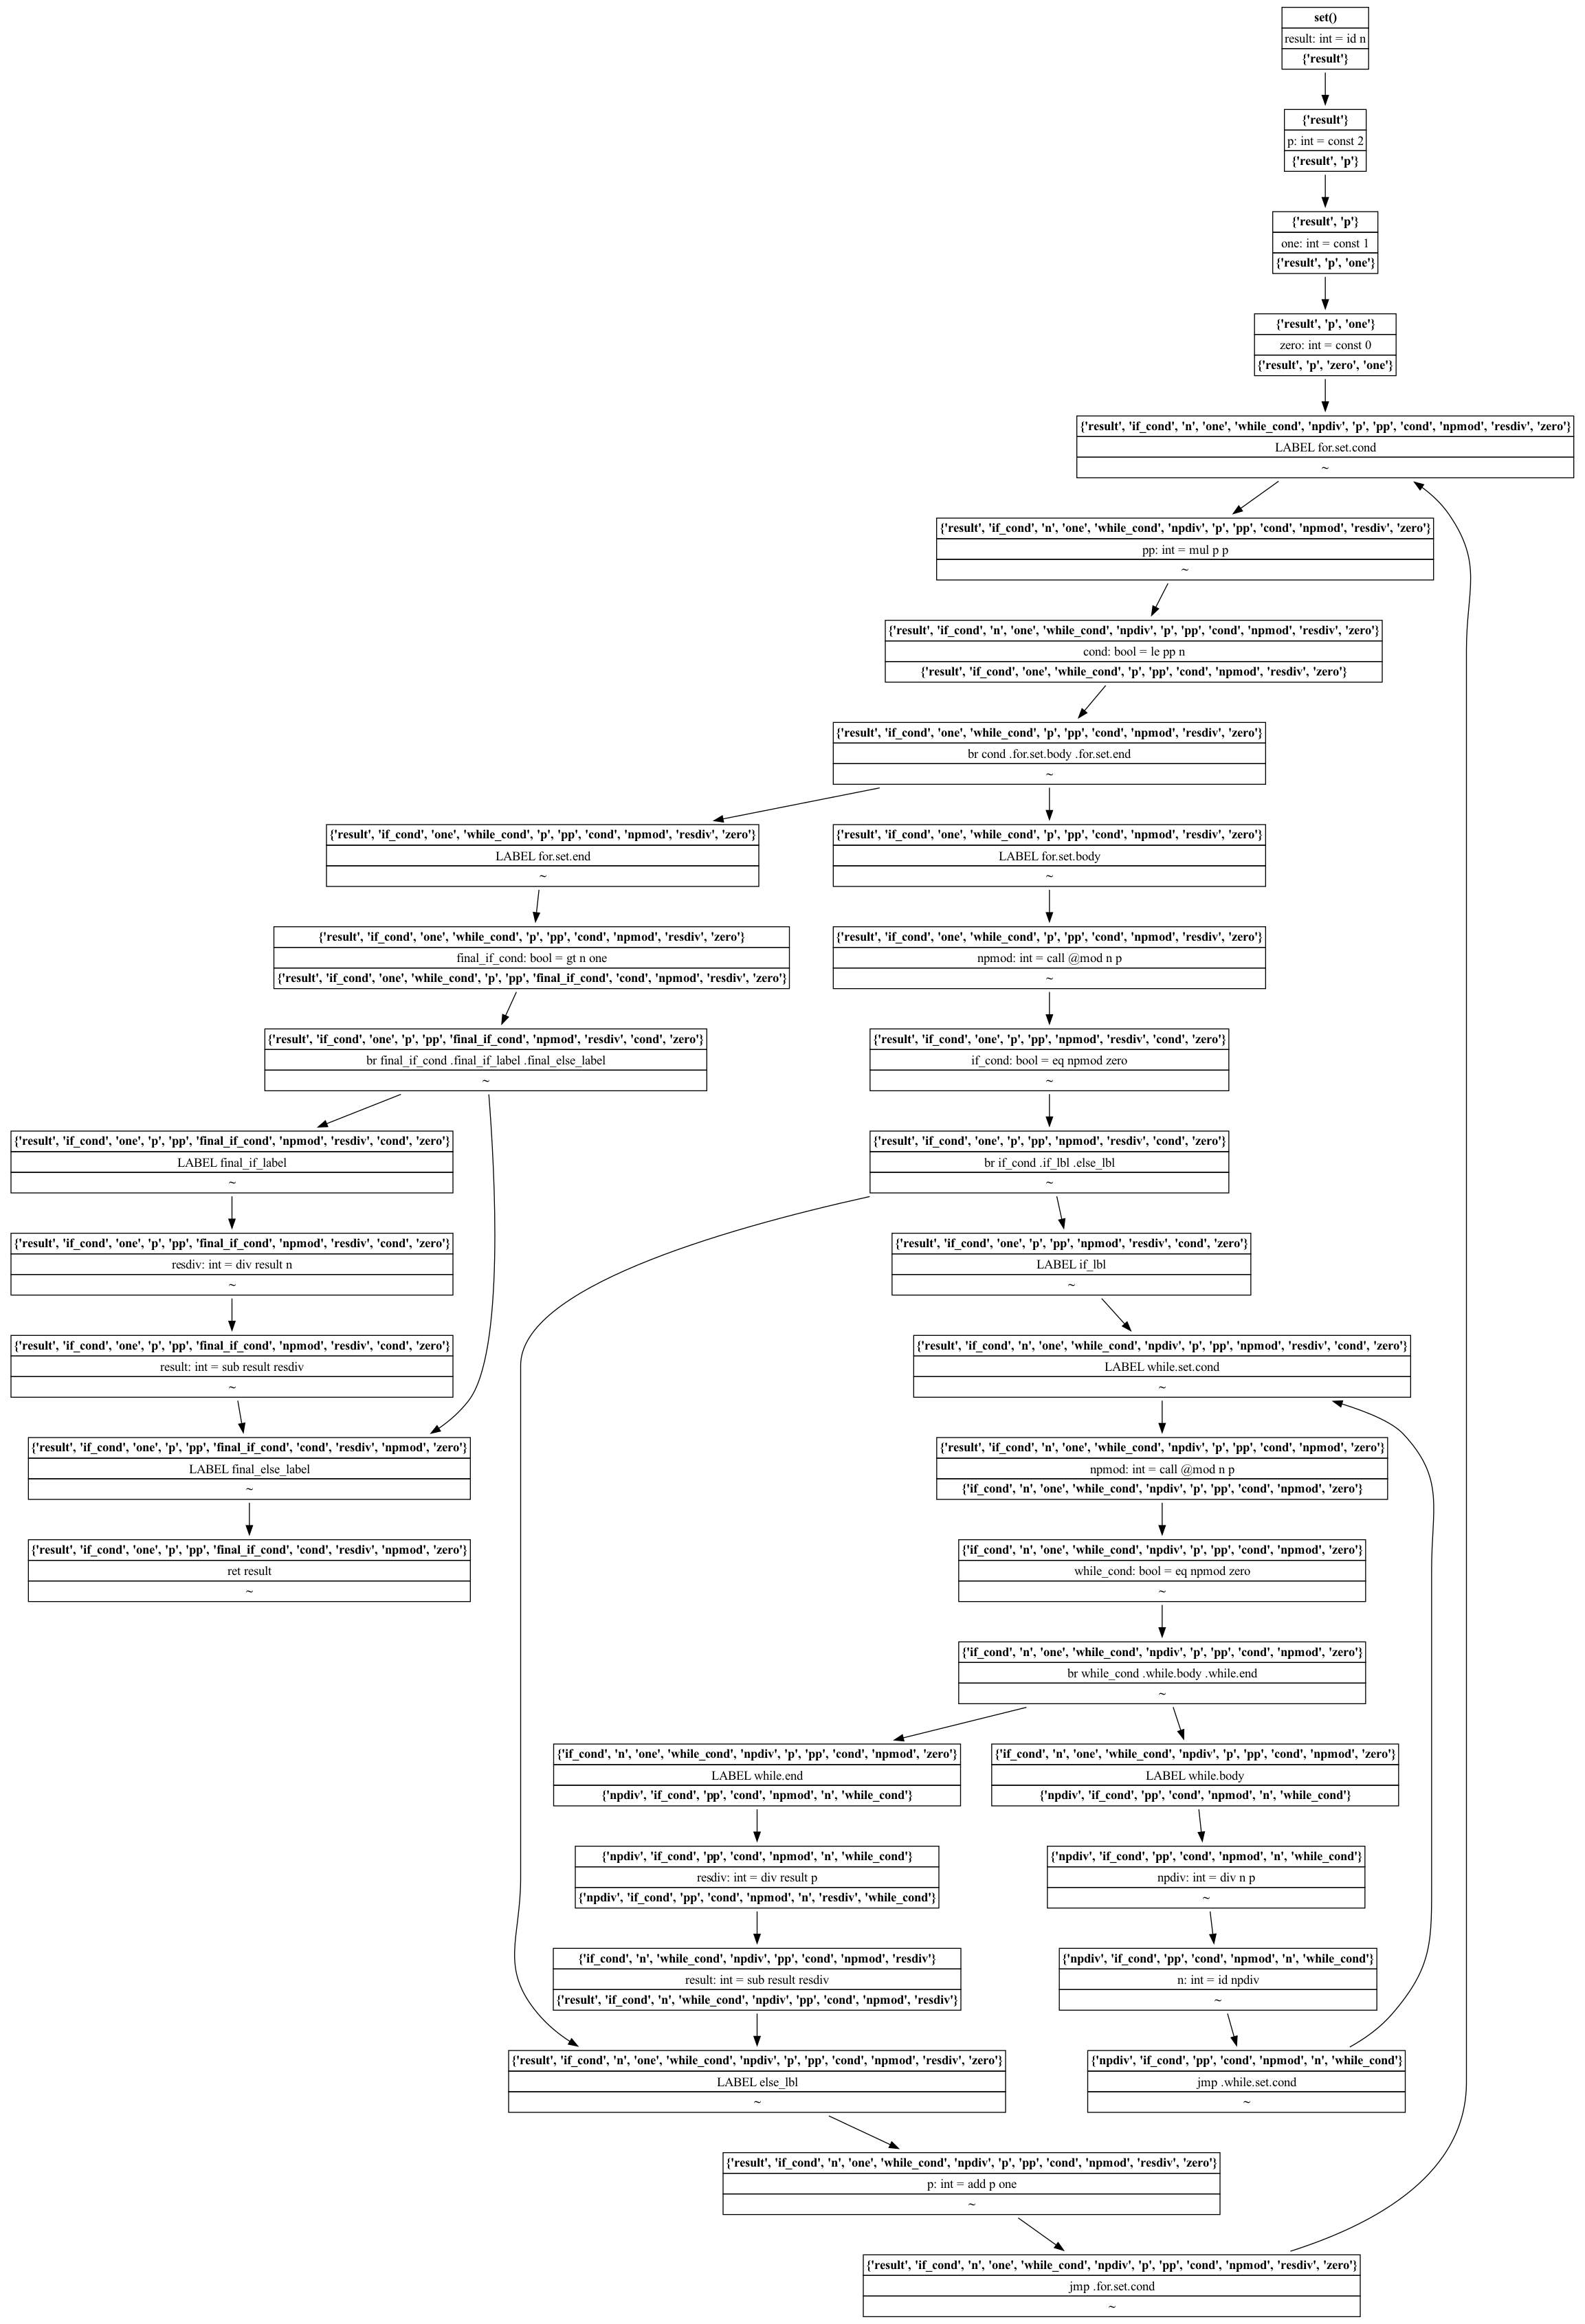 set()
result: int = id n
{'result'}
{'result'}
p: int = const 2
{'result', 'p'}
{'result', 'p'}
one: int = const 1
{'result', 'p', 'one'}
{'result', 'p', 'one'}
zero: int = const 0
{'result', 'p', 'zero', 'one'}
{'result', 'if_cond', 'n', 'one', 'while_cond', 'npdiv', 'p', 'pp', 'cond', 'npmod', 'resdiv', 'zero'}
LABEL for.set.cond
~
{'result', 'if_cond', 'n', 'one', 'while_cond', 'npdiv', 'p', 'pp', 'cond', 'npmod', 'resdiv', 'zero'}
pp: int = mul p p
~
{'result', 'if_cond', 'n', 'one', 'while_cond', 'npdiv', 'p', 'pp', 'cond', 'npmod', 'resdiv', 'zero'}
cond: bool = le pp n
{'result', 'if_cond', 'one', 'while_cond', 'p', 'pp', 'cond', 'npmod', 'resdiv', 'zero'}
{'result', 'if_cond', 'one', 'while_cond', 'p', 'pp', 'cond', 'npmod', 'resdiv', 'zero'}
br cond .for.set.body .for.set.end
~
{'result', 'if_cond', 'one', 'while_cond', 'p', 'pp', 'cond', 'npmod', 'resdiv', 'zero'}
LABEL for.set.end
~
{'result', 'if_cond', 'one', 'while_cond', 'p', 'pp', 'cond', 'npmod', 'resdiv', 'zero'}
LABEL for.set.body
~
{'result', 'if_cond', 'one', 'while_cond', 'p', 'pp', 'cond', 'npmod', 'resdiv', 'zero'}
final_if_cond: bool = gt n one
{'result', 'if_cond', 'one', 'while_cond', 'p', 'pp', 'final_if_cond', 'cond', 'npmod', 'resdiv', 'zero'}
{'result', 'if_cond', 'one', 'while_cond', 'p', 'pp', 'cond', 'npmod', 'resdiv', 'zero'}
npmod: int = call @mod n p
~
{'result', 'if_cond', 'one', 'p', 'pp', 'final_if_cond', 'npmod', 'resdiv', 'cond', 'zero'}
br final_if_cond .final_if_label .final_else_label
~
{'result', 'if_cond', 'one', 'p', 'pp', 'npmod', 'resdiv', 'cond', 'zero'}
if_cond: bool = eq npmod zero
~
{'result', 'if_cond', 'one', 'p', 'pp', 'final_if_cond', 'npmod', 'resdiv', 'cond', 'zero'}
LABEL final_if_label
~
{'result', 'if_cond', 'one', 'p', 'pp', 'npmod', 'resdiv', 'cond', 'zero'}
br if_cond .if_lbl .else_lbl
~
{'result', 'if_cond', 'one', 'p', 'pp', 'final_if_cond', 'npmod', 'resdiv', 'cond', 'zero'}
resdiv: int = div result n
~
{'result', 'if_cond', 'one', 'p', 'pp', 'npmod', 'resdiv', 'cond', 'zero'}
LABEL if_lbl
~
{'result', 'if_cond', 'one', 'p', 'pp', 'final_if_cond', 'npmod', 'resdiv', 'cond', 'zero'}
result: int = sub result resdiv
~
{'result', 'if_cond', 'n', 'one', 'while_cond', 'npdiv', 'p', 'pp', 'npmod', 'resdiv', 'cond', 'zero'}
LABEL while.set.cond
~
{'result', 'if_cond', 'one', 'p', 'pp', 'final_if_cond', 'cond', 'resdiv', 'npmod', 'zero'}
LABEL final_else_label
~
{'result', 'if_cond', 'n', 'one', 'while_cond', 'npdiv', 'p', 'pp', 'cond', 'npmod', 'zero'}
npmod: int = call @mod n p
{'if_cond', 'n', 'one', 'while_cond', 'npdiv', 'p', 'pp', 'cond', 'npmod', 'zero'}
{'result', 'if_cond', 'one', 'p', 'pp', 'final_if_cond', 'cond', 'resdiv', 'npmod', 'zero'}
ret result
~
{'if_cond', 'n', 'one', 'while_cond', 'npdiv', 'p', 'pp', 'cond', 'npmod', 'zero'}
while_cond: bool = eq npmod zero
~
{'if_cond', 'n', 'one', 'while_cond', 'npdiv', 'p', 'pp', 'cond', 'npmod', 'zero'}
br while_cond .while.body .while.end
~
{'if_cond', 'n', 'one', 'while_cond', 'npdiv', 'p', 'pp', 'cond', 'npmod', 'zero'}
LABEL while.end
{'npdiv', 'if_cond', 'pp', 'cond', 'npmod', 'n', 'while_cond'}
{'if_cond', 'n', 'one', 'while_cond', 'npdiv', 'p', 'pp', 'cond', 'npmod', 'zero'}
LABEL while.body
{'npdiv', 'if_cond', 'pp', 'cond', 'npmod', 'n', 'while_cond'}
{'npdiv', 'if_cond', 'pp', 'cond', 'npmod', 'n', 'while_cond'}
resdiv: int = div result p
{'npdiv', 'if_cond', 'pp', 'cond', 'npmod', 'n', 'resdiv', 'while_cond'}
{'npdiv', 'if_cond', 'pp', 'cond', 'npmod', 'n', 'while_cond'}
npdiv: int = div n p
~
{'if_cond', 'n', 'while_cond', 'npdiv', 'pp', 'cond', 'npmod', 'resdiv'}
result: int = sub result resdiv
{'result', 'if_cond', 'n', 'while_cond', 'npdiv', 'pp', 'cond', 'npmod', 'resdiv'}
{'npdiv', 'if_cond', 'pp', 'cond', 'npmod', 'n', 'while_cond'}
n: int = id npdiv
~
{'result', 'if_cond', 'n', 'one', 'while_cond', 'npdiv', 'p', 'pp', 'cond', 'npmod', 'resdiv', 'zero'}
LABEL else_lbl
~
{'npdiv', 'if_cond', 'pp', 'cond', 'npmod', 'n', 'while_cond'}
jmp .while.set.cond
~
{'result', 'if_cond', 'n', 'one', 'while_cond', 'npdiv', 'p', 'pp', 'cond', 'npmod', 'resdiv', 'zero'}
p: int = add p one
~
{'result', 'if_cond', 'n', 'one', 'while_cond', 'npdiv', 'p', 'pp', 'cond', 'npmod', 'resdiv', 'zero'}
jmp .for.set.cond
~